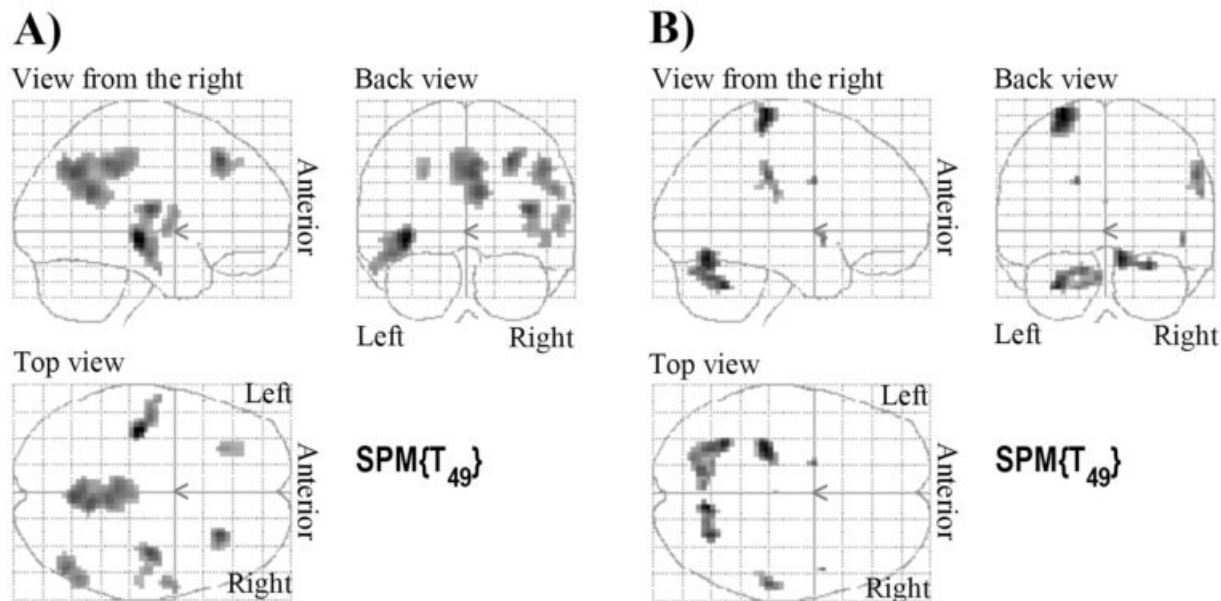 A)
View from the right
Back view
Anterior
Left
Right
Top view
Left
Anterior
Right
SPM{T49}
B)
View from the right
Back view
Anterior
Left
Right
Top view
Left
Anterior
Right
SPM{T49}